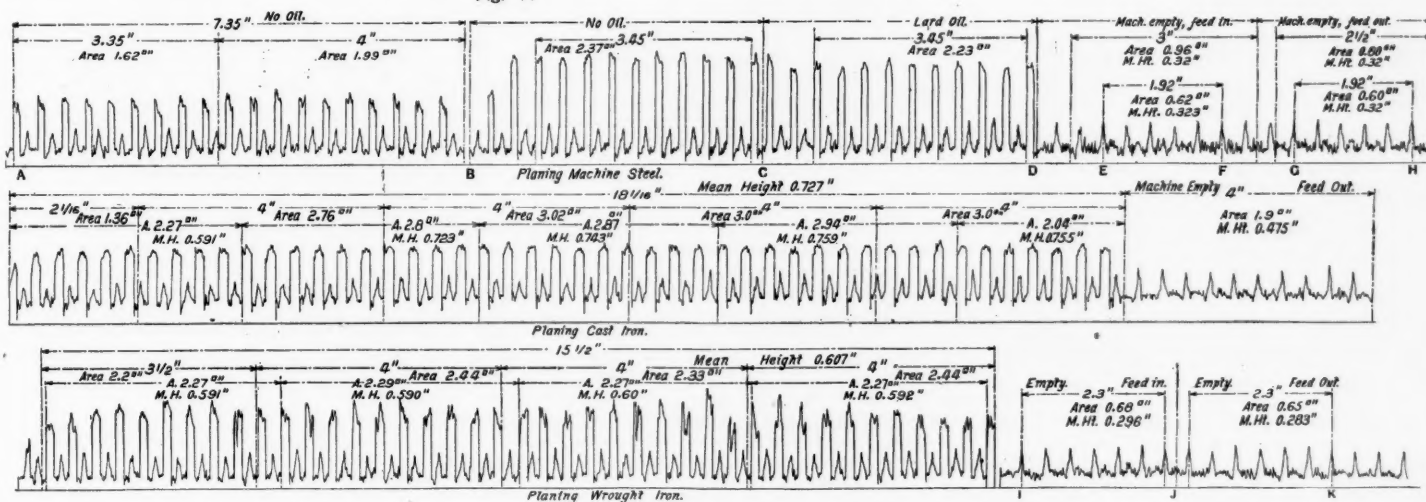 No Oil.
7.35"
3.35"
Area 1.62□"
4"
Area 1.99□"
No Oil.
3.45"
Area 2.37□"
Lard Oil.
3.45"
Area 2.23□"
Mach. empty, feed in.
3"
Area 0.96□"
M. Ht. 0.32"
1.92"
Area 0.62□"
M. Ht. 0.323"
Mach. empty, feed out.
2 1/2"
M. Ht. 0.32"
1.92"
Area 0.60□"
M. Ht. 0.32"
A B C D E F G H
Planing Machine Steel.
18 1/16" Mean Height 0.727"
2 1/16"
Area 1.36□"
A. 2.27□"
M.H. 0.591"
4"
Area 2.76□"
A. 2.8□"
M.H. 0.723"
4"
Area 3.02□"
A. 2.87□"
M.H. 0.743"
4"
Area 3.0□"
A. 2.94□"
M.H. 0.759"
4"
Area 3.0□"
M.H. 0.755"
Machine Empty 4" Feed Out.
Area 1.9□"
M. Ht. 0.475"
Planing Cast Iron.
15 1/2"
Mean Height 0.607"
3 1/2"
Area 2.2□"
A. 2.27□"
M.H. 0.591"
4"
Area 2.44□"
A. 2.29□"
M.H. 0.590"
4"
Area 2.33□"
A. 2.27□"
M.H. 0.60"
4"
Area 2.44□"
A. 2.27□"
M.H. 0.592"
Empty. Feed in.
2.3"
Area 0.68□"
M. Ht. 0.296"
Empty. Feed Out.
2.3"
Area 0.65□"
M. Ht. 0.283"
I J K
Planing Wrought Iron.